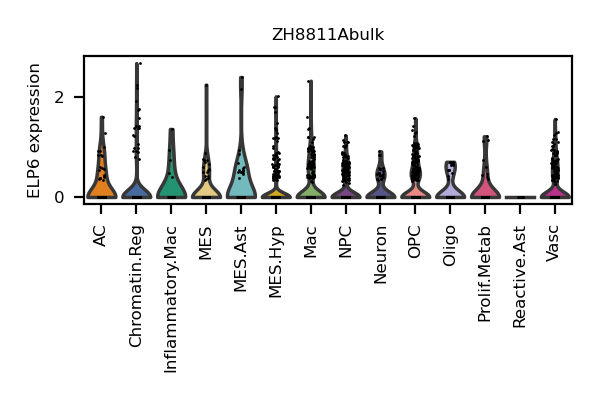 ZH8811Abulk
ELP6 expression
2
0
AC
Chromatin.Reg
Inflammatory.Mac
MES
MES.Ast
MES.Hyp
Mac
NPC
Neuron
OPC
Oligo
Prolif.Metab
Reactive.Ast
Vasc